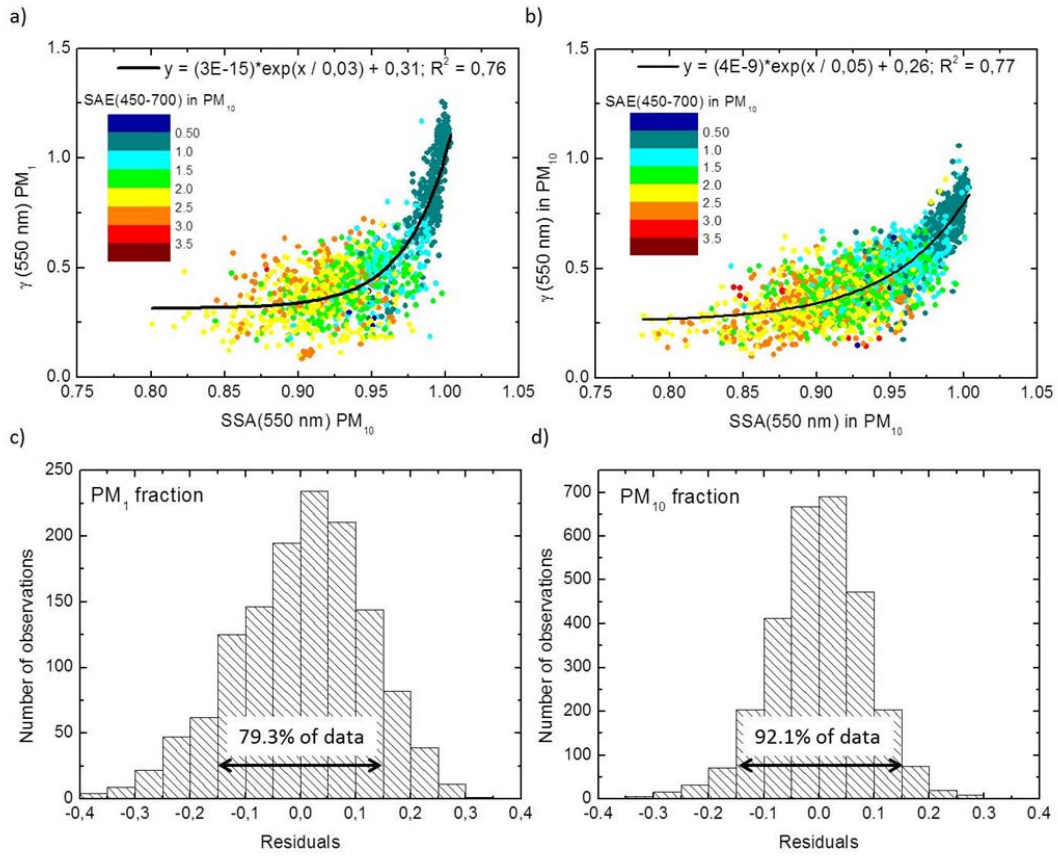 a)
y = (3E-15)*exp(x / 0,03) + 0,31; R² = 0,76
SAE(450-700) in PM₁₀
0.50
1.0
1.5
2.0
2.5
3.0
3.5
γ (550 nm) PM₁
1.5
1.0
0.5
0.0
0.75 0.80 0.85 0.90 0.95 1.00 1.05
SSA(550 nm) PM₁₀
b)
y = (4E-9)*exp(x / 0,05) + 0,26; R² = 0,77
SAE(450-700) in PM₁₀
0.50
1.0
1.5
2.0
2.5
3.0
3.5
γ (550 nm) in PM₁₀
1.5
1.0
0.5
0.0
0.75 0.80 0.85 0.90 0.95 1.00 1.05
SSA(550 nm) in PM₁₀
c)
PM₁ fraction
Number of observations
250
200
150
100
50
0
79.3% of data
-0,4 -0,3 -0,2 -0,1 0,0 0,1 0,2 0,3 0,4
Residuals
d)
PM₁₀ fraction
Number of observations
700
600
500
400
300
200
100
0
92.1% of data
-0.4 -0.3 -0.2 -0.1 0.0 0.1 0.2 0.3 0.4
Residuals